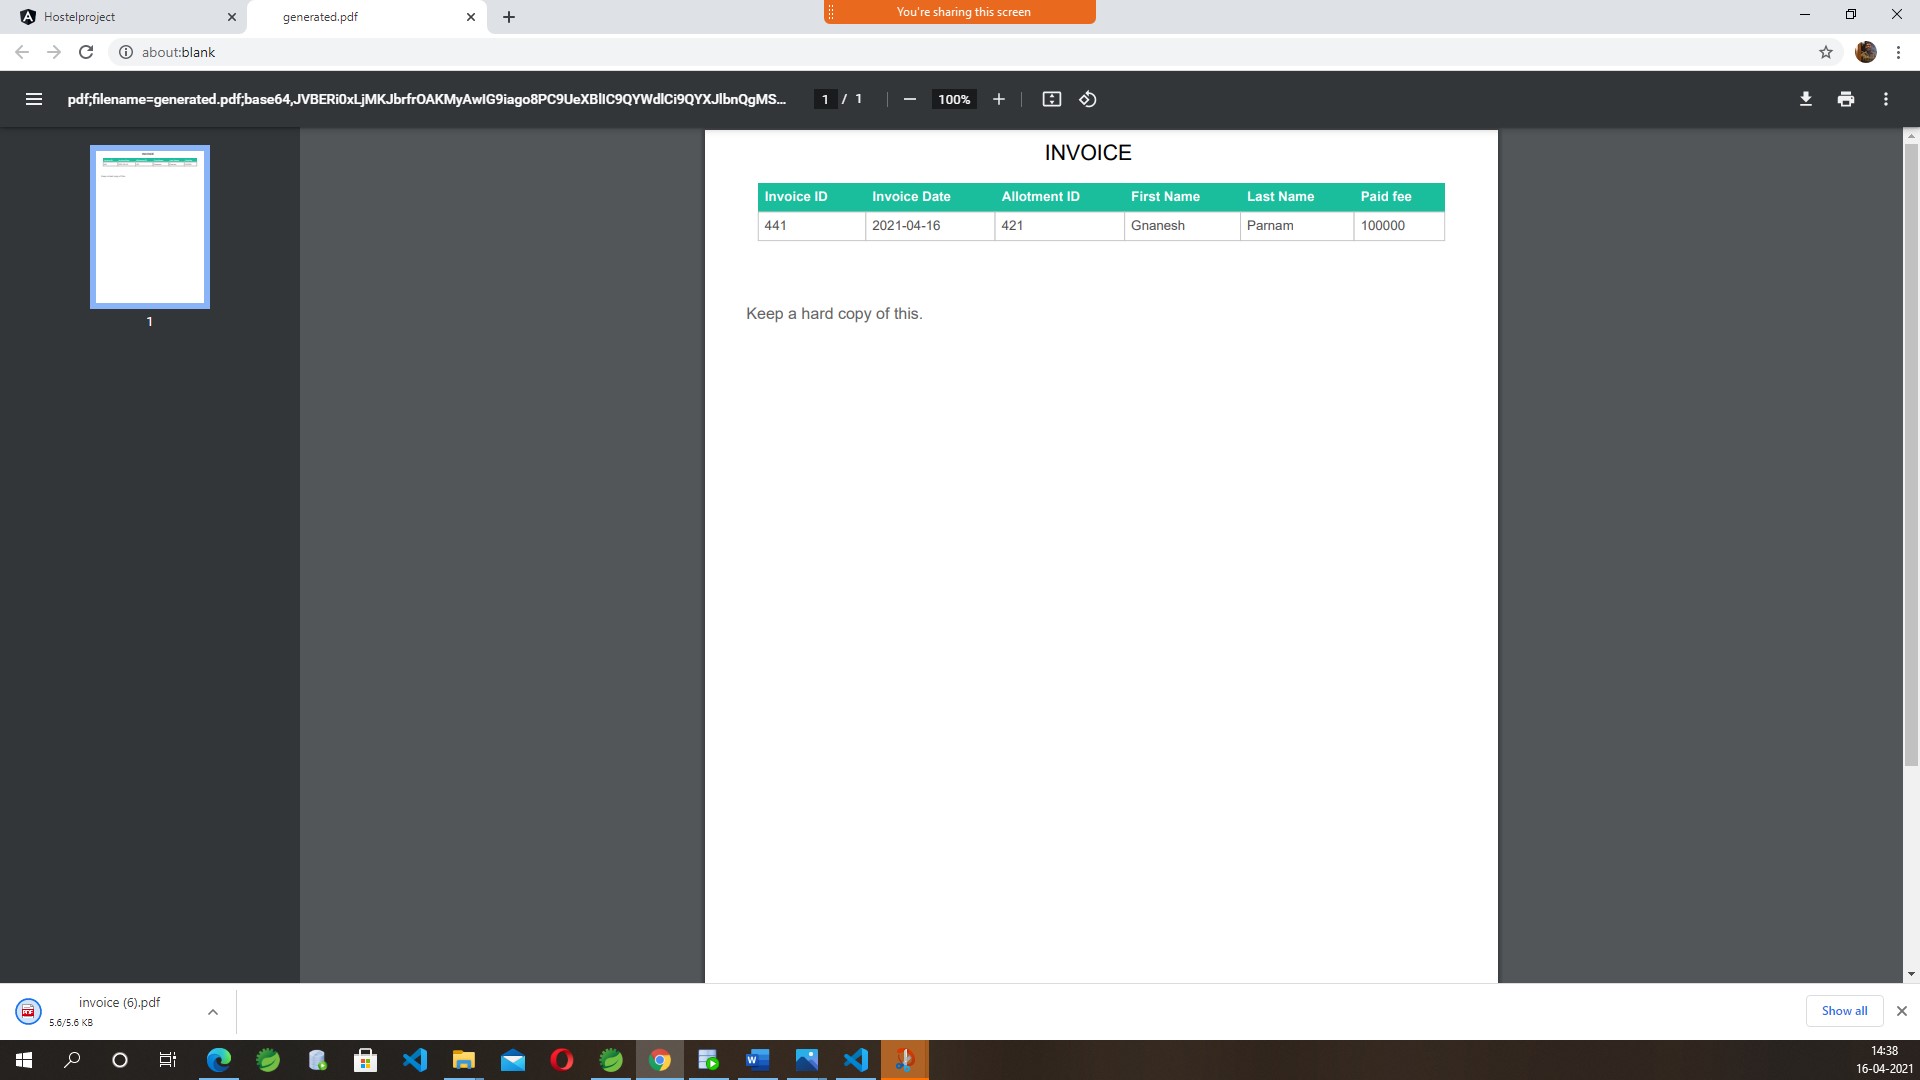 Hostelproject
generated.pdf
You're sharing this screen
about:blank
pdf;filename=generated.pdf;base64,JVBERi0xLjMKJbrfrOAKMyAwIG9iago8PC9UeXBlIC9QYWdlCi9QYXJlbnQgMS...
1 / 1
100%
INVOICE
Invoice ID Invoice Date Allotment ID First Name Last Name Paid fee
441 2021-04-16 421 Gnanesh Parnam 100000
Keep a hard copy of this.
1
invoice (6).pdf
5.6/5.6 KB
Show all
14:38
16-04-2021